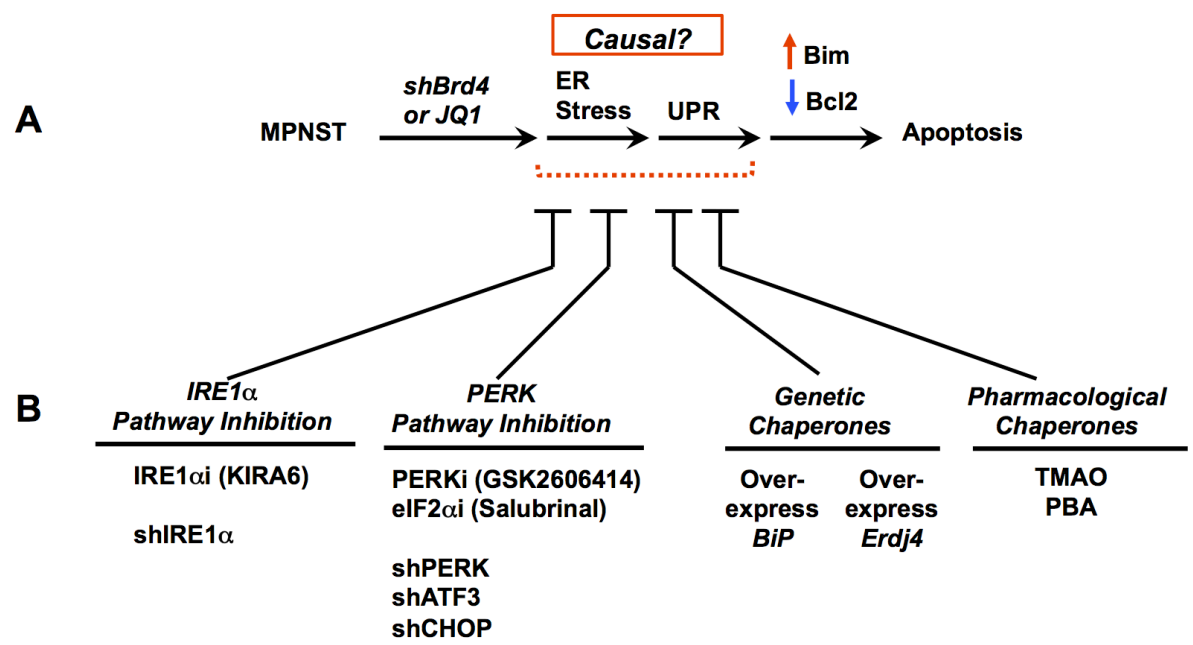 Causal?
Bim
Bcl2
A
MPNST
shBrd4
or JQ1
ER
Stress
UPR
Apoptosis
B
IRE1α
Pathway Inhibition
IRE1αi (KIRA6)
shIRE1α
PERK
Pathway Inhibition
PERKi (GSK2606414)
eIF2αi (Salubrinal)
shPERK
shATF3
shCHOP
Genetic
Chaperones
Over-
express
BiP
Over-
express
Erdj4
Pharmacological
Chaperones
TMAO
PBA